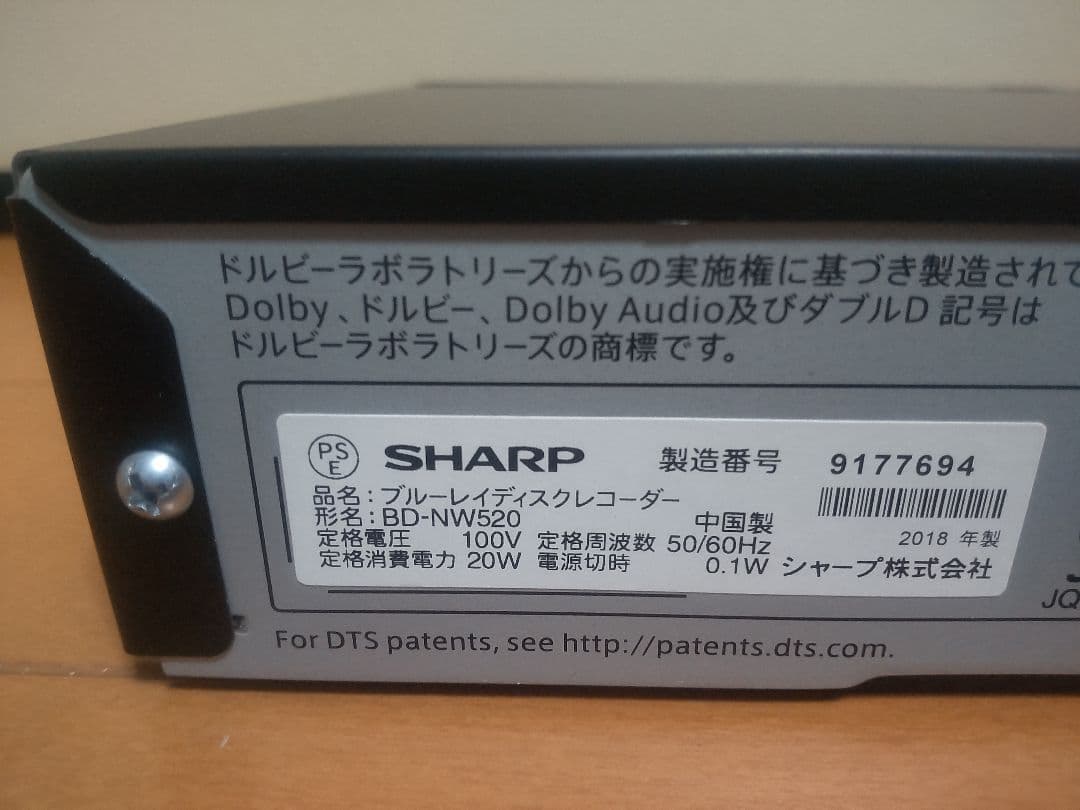 ドルビーラボラトリーズからの実施権に基づき製造されて
Dolby、ドルビー、Dolby Audio及びダブルD 記号は
ドルビーラボラトリーズの商標です。
PS
E
SHARP 製造番号 9177694
品名：ブルーレイディスクレコーダー
形名：BD-NW520 中国製 2018 年製
定格電圧 100V 定格周波数 50/60Hz
定格消費電力 20W 電源切時 0.1W シャープ株式会社
JQ
For DTS patents, see http://patents.dts.com.